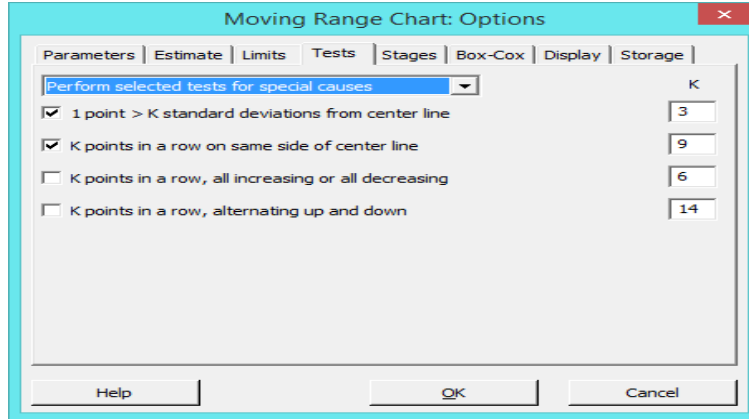 Moving Range Chart: Options
Parameters Estimate Limits Tests Stages Box-Cox Display Storage
Perform selected tests for special causes K
1 point > K standard deviations from center line 3
K points in a row on same side of center line 9
K points in a row, all increasing or all decreasing 6
K points in a row, alternating up and down 14
Help OK Cancel